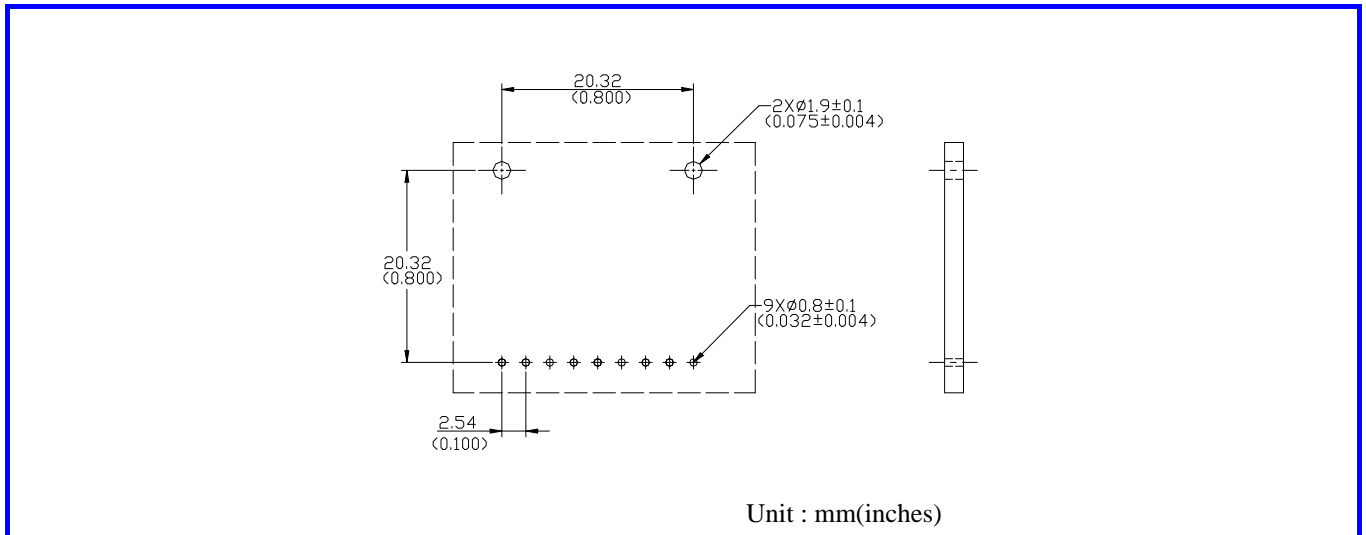 20.32
(0.800)
2XØ1.9±0.1
(0.075±0.004)
20.32
(0.800)
9XØ0.8±0.1
(0.032±0.004)
2.54
(0.100)
Unit : mm(inches)